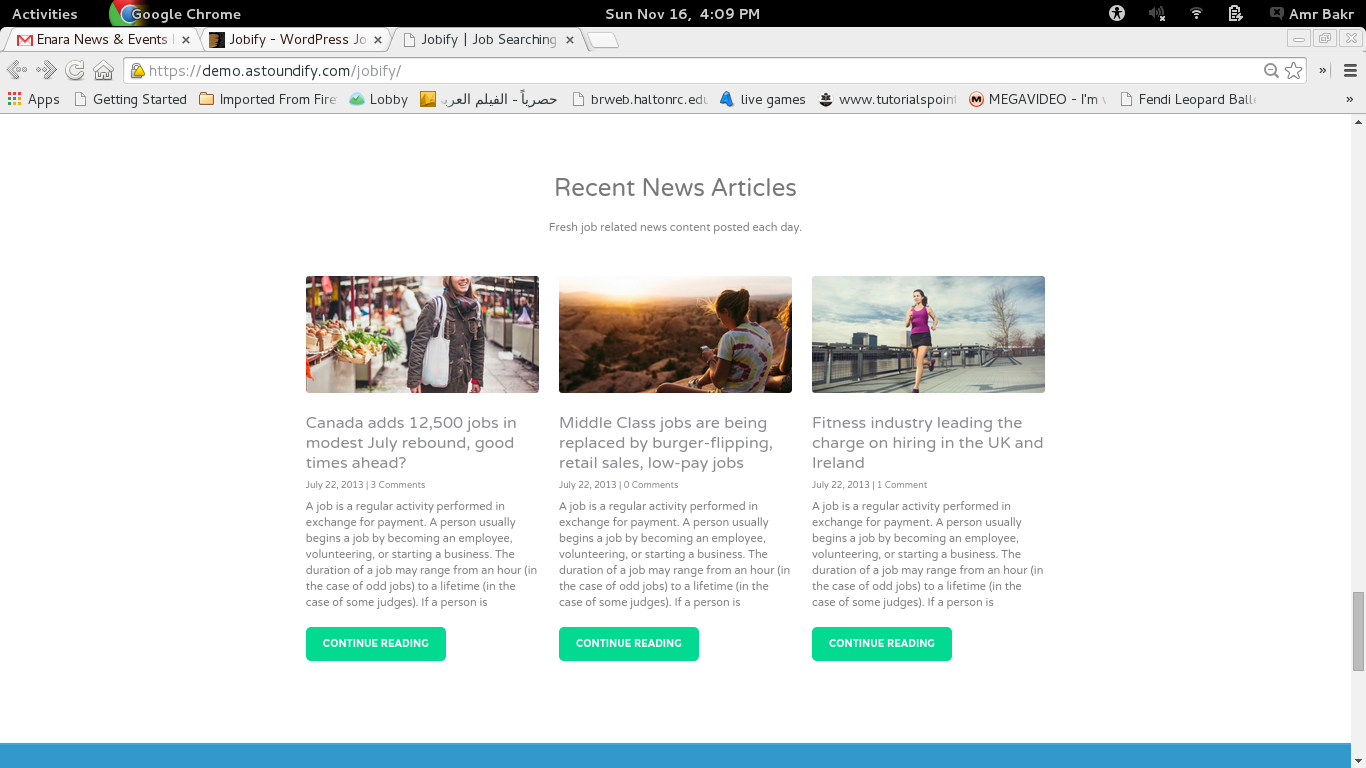 Activities
Google Chrome
Sun Nov 16, 4:09 PM
Amr Bakr
Enara News & Events
Jobify - WordPress Jo
Jobify | Job Searching
https://demo.astoundify.com/jobify/
Apps
Getting Started
Imported From Fire
Lobby
حصرياً - الفيلم العرب
brweb.haltonrc.edu
live games
www.tutorialspoint
MEGAVIDEO - I'm
Fendi Leopard Balle
Recent News Articles
Fresh job related news content posted each day.
Canada adds 12,500 jobs in
modest July rebound, good
times ahead?
July 22, 2013 | 3 Comments
A job is a regular activity performed in
exchange for payment. A person usually
begins a job by becoming an employee,
volunteering, or starting a business. The
duration of a job may range from an hour (in
the case of odd jobs) to a lifetime (in the
case of some judges). If a person is
CONTINUE READING
Middle Class jobs are being
replaced by burger-flipping,
retail sales, low-pay jobs
July 22, 2013 | 0 Comments
A job is a regular activity performed in
exchange for payment. A person usually
begins a job by becoming an employee,
volunteering, or starting a business. The
duration of a job may range from an hour (in
the case of odd jobs) to a lifetime (in the
case of some judges). If a person is
CONTINUE READING
Fitness industry leading the
charge on hiring in the UK and
Ireland
July 22, 2013 | 1 Comment
A job is a regular activity performed in
exchange for payment. A person usually
begins a job by becoming an employee,
volunteering, or starting a business. The
duration of a job may range from an hour (in
the case of odd jobs) to a lifetime (in the
case of some judges). If a person is
CONTINUE READING